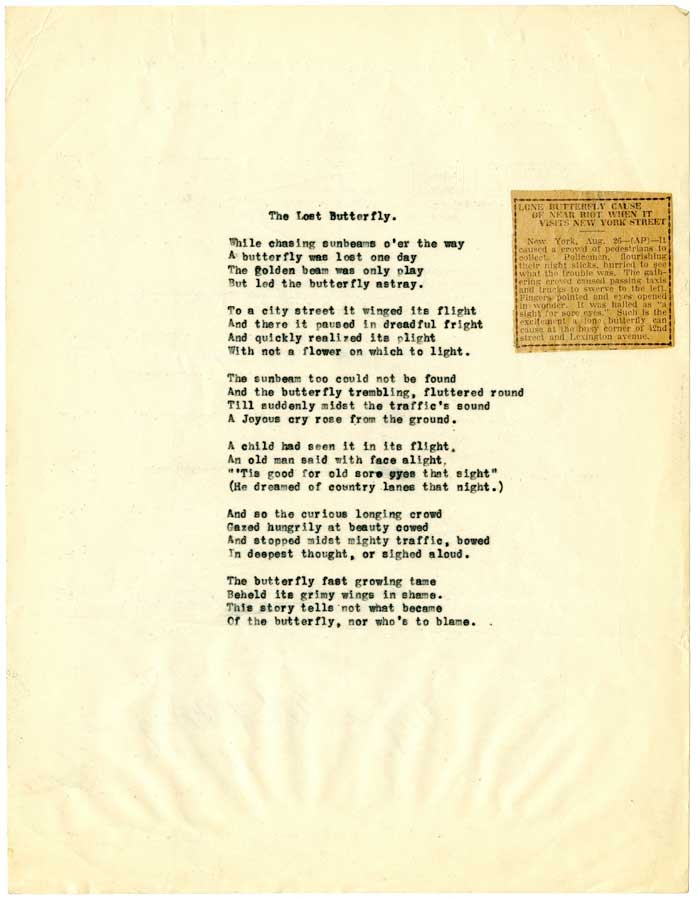 The Lost Butterfly.
While chasing sunbeams o'er the way
A butterfly was lost one day
The golden beam was only play
But led the butterfly astray.
To a city street it winged its flight
And there it paused in dreadful fright
And quickly realized its plight
With not a flower on which to light.
The sunbeam too could not be found
And the butterfly trembling, fluttered round
Till suddenly midst the traffic's sound
A Joyous cry rose from the ground.
A child had seen it in its flight,
An old man said with face alight,
"'Tis good for old sore eyes that sight"
(He dreamed of country lanes that night.)
And so the curious longing crowd
Gazed hungrily at beauty cowed
And stopped midst mighty traffic, bowed
In deepest thought, or sighed aloud.
The butterfly fast growing tame
Beheld its grimy wings in shame.
This story tells not what became
Of the butterfly, nor who's to blame.
LONE BUTTERFLY CAUSE
OF NEAR RIOT WHEN IT
VISITS NEW YORK STREET
New York, Aug. 26—(AP)—It
caused a crowd of pedestrians to
collect. Policemen, flourishing
their night sticks, hurried to see
what the trouble was. The gath-
ering crowd caused passing taxis
and trucks to swerve to the left.
Fingers pointed and eyes opened
in wonder. It was hailed as "a
sight for sore eyes." Such is the
excitement a lone butterfly can
cause at the busy corner of 42nd
street and Lexington avenue.